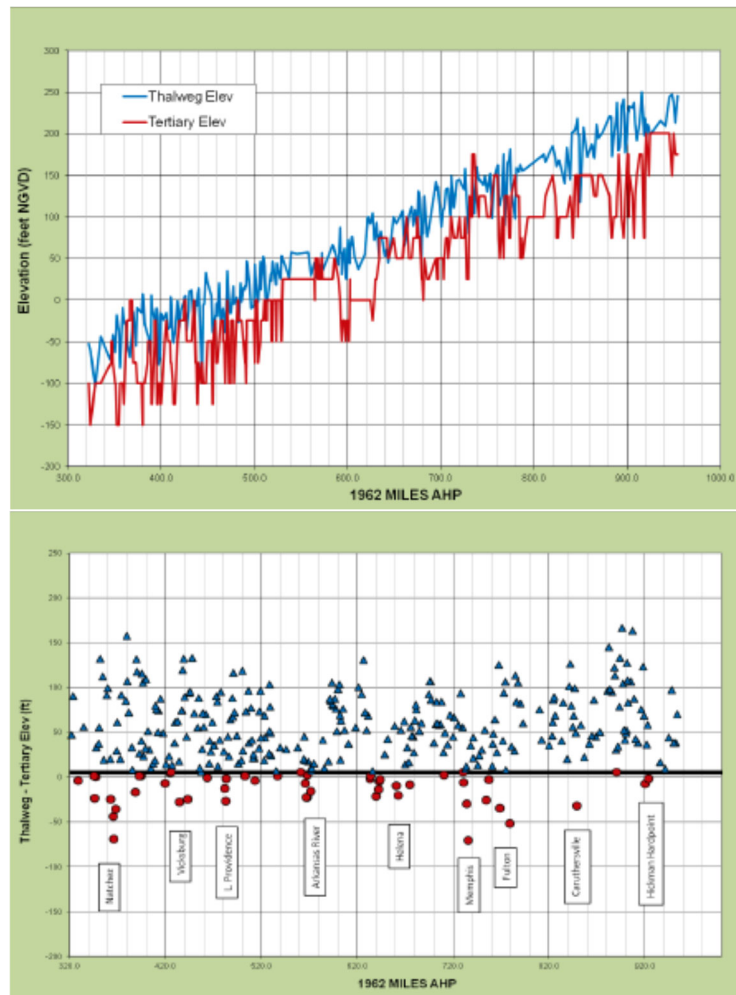 300
250
200
150
100
50
0
-50
-100
-150
-200
Thalweg Elev
Tertiary Elev
Elevation (feet NGVD)
300.0 400.0 500.0 600.0 700.0 800.0 900.0 1000.0
1962 MILES AHP
250
200
150
100
50
0
-50
-100
-150
-200
Thalweg - Tertiary Elev (ft)
Natchez
Vicksburg
L. Providence
Arkansas River
Helena
Memphis
Fulton
Caruthersville
Hickman Hardpoint
320.0 420.0 520.0 620.0 720.0 820.0 920.0
1962 MILES AHP